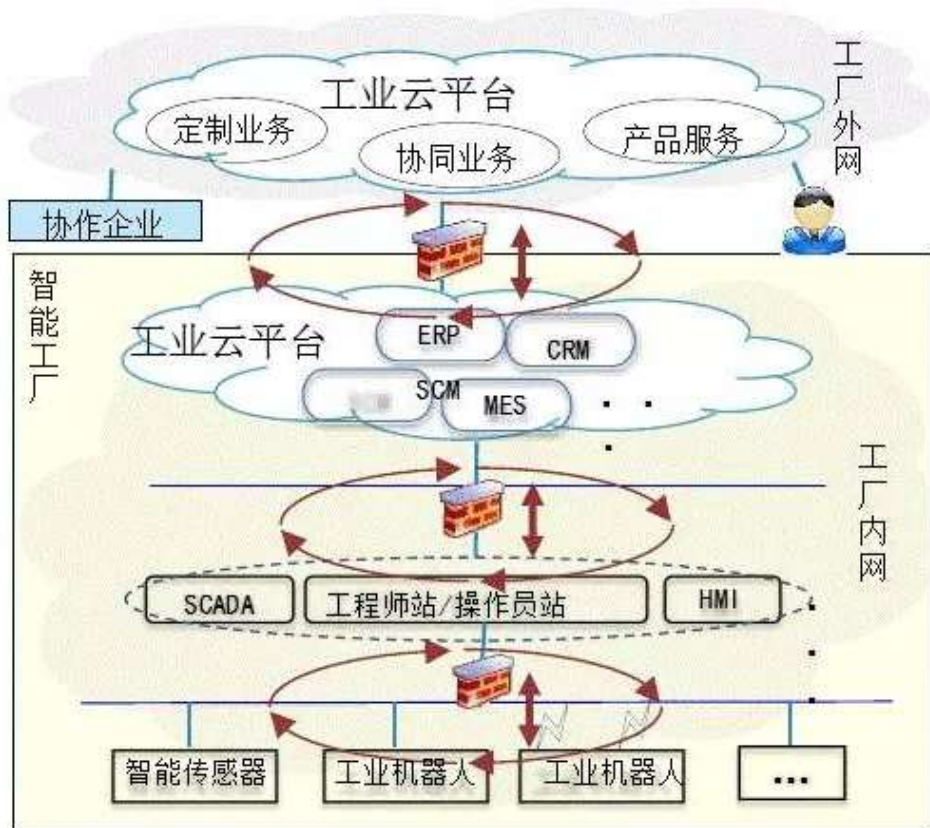 工业云平台
定制业务
协同业务
产品服务
工厂外网
协作企业
智能工厂
工业云平台
ERP
CRM
SCM
MES
工厂内网
SCADA
工程师站/操作员站
HMI
智能传感器
工业机器人
工业机器人
...